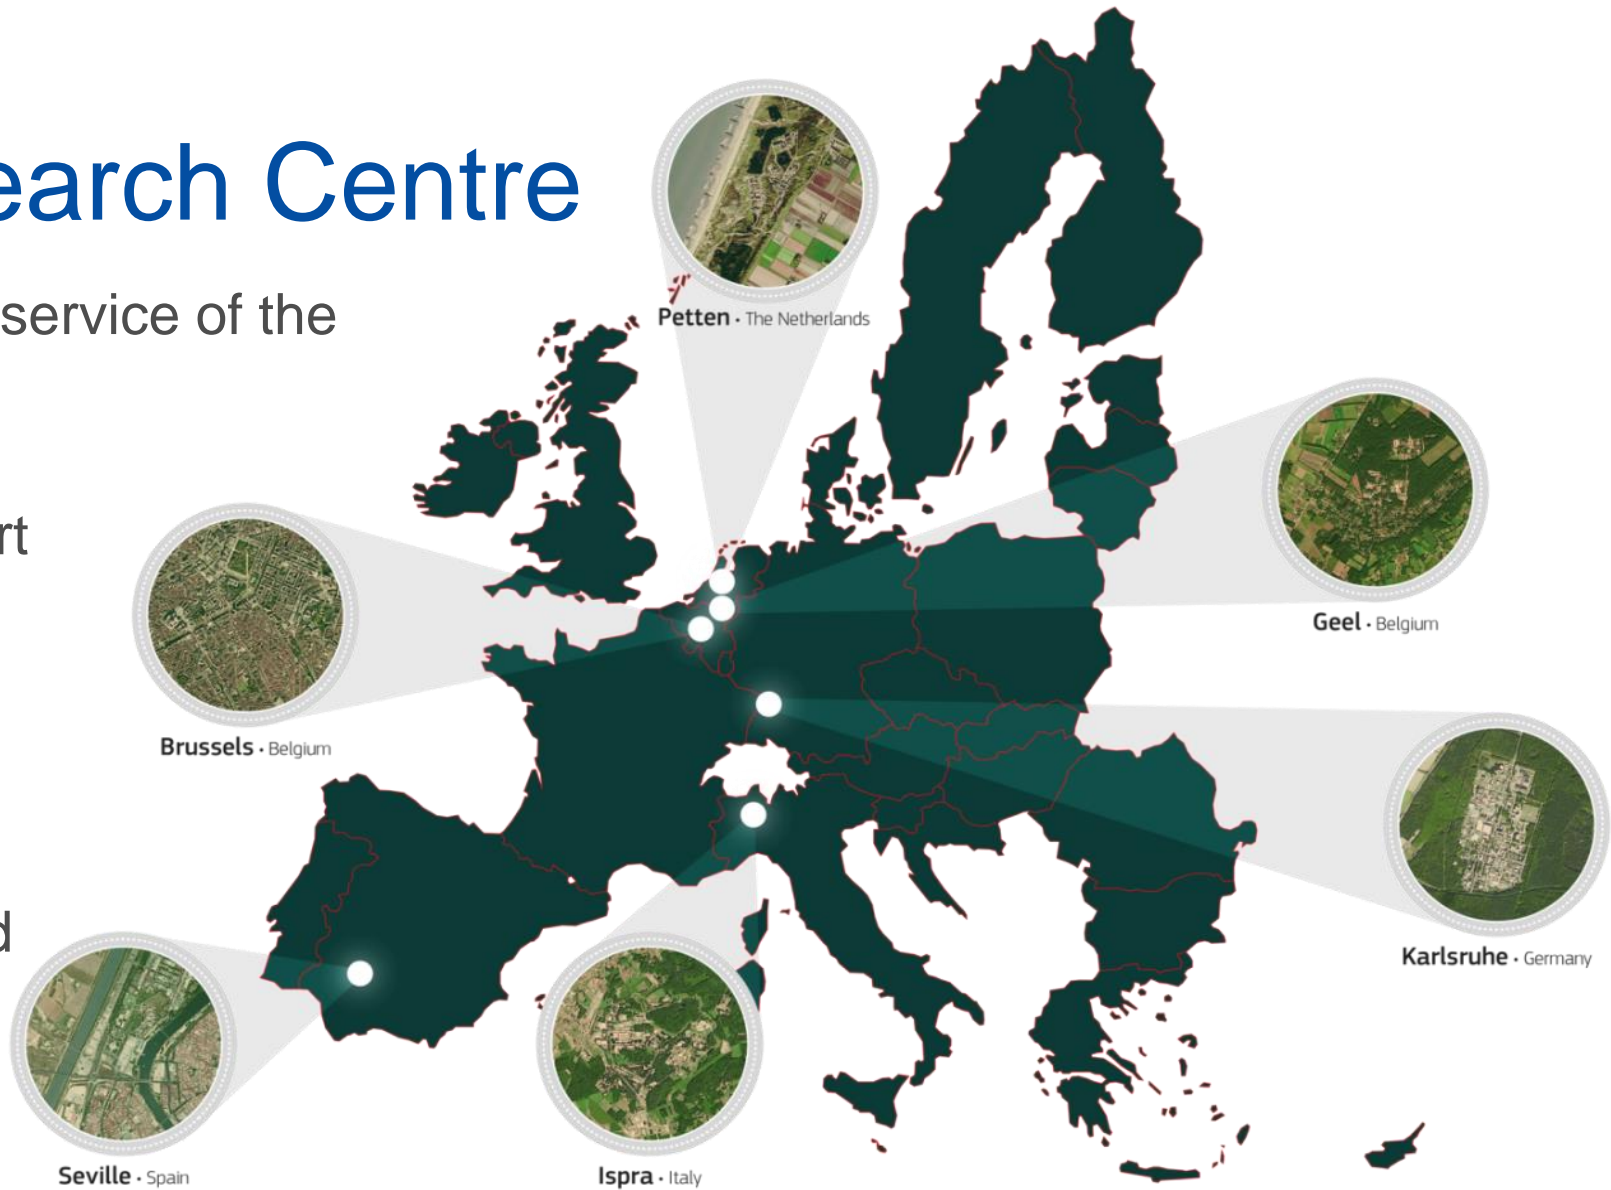 earch Centre
service of the
Petten · The Netherlands
rt
Geel · Belgium
Brussels · Belgium
d
Karlsruhe · Germany
Seville · Spain
Ispra · Italy